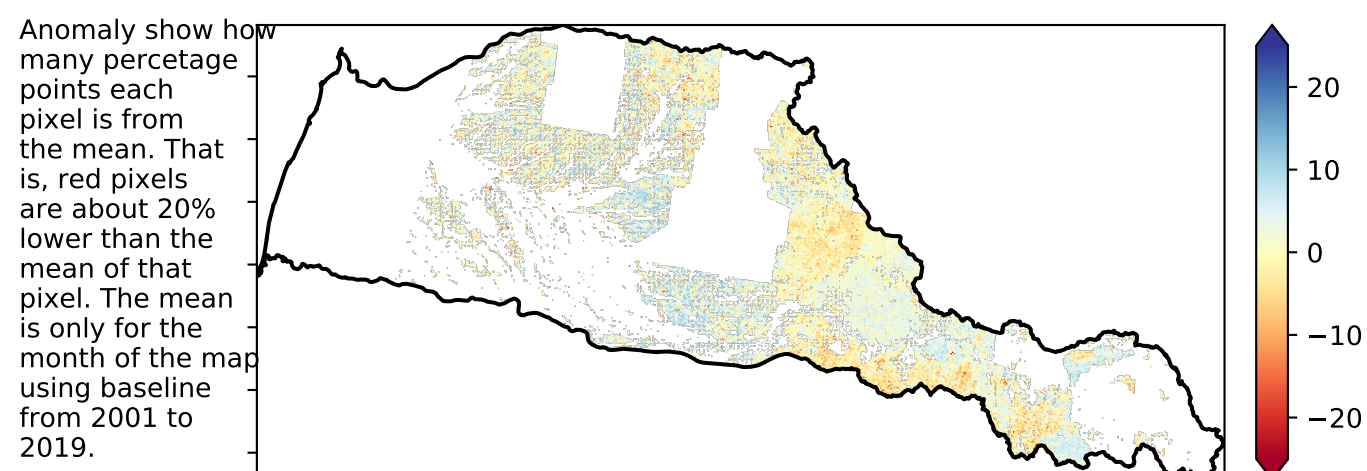 Anomaly show how
many percetage
points each
pixel is from
the mean. That
is, red pixels
are about 20%
lower than the
mean of that
pixel. The mean
is only for the
month of the map
using baseline
from 2001 to
2019.
20
10
0
−10
−20